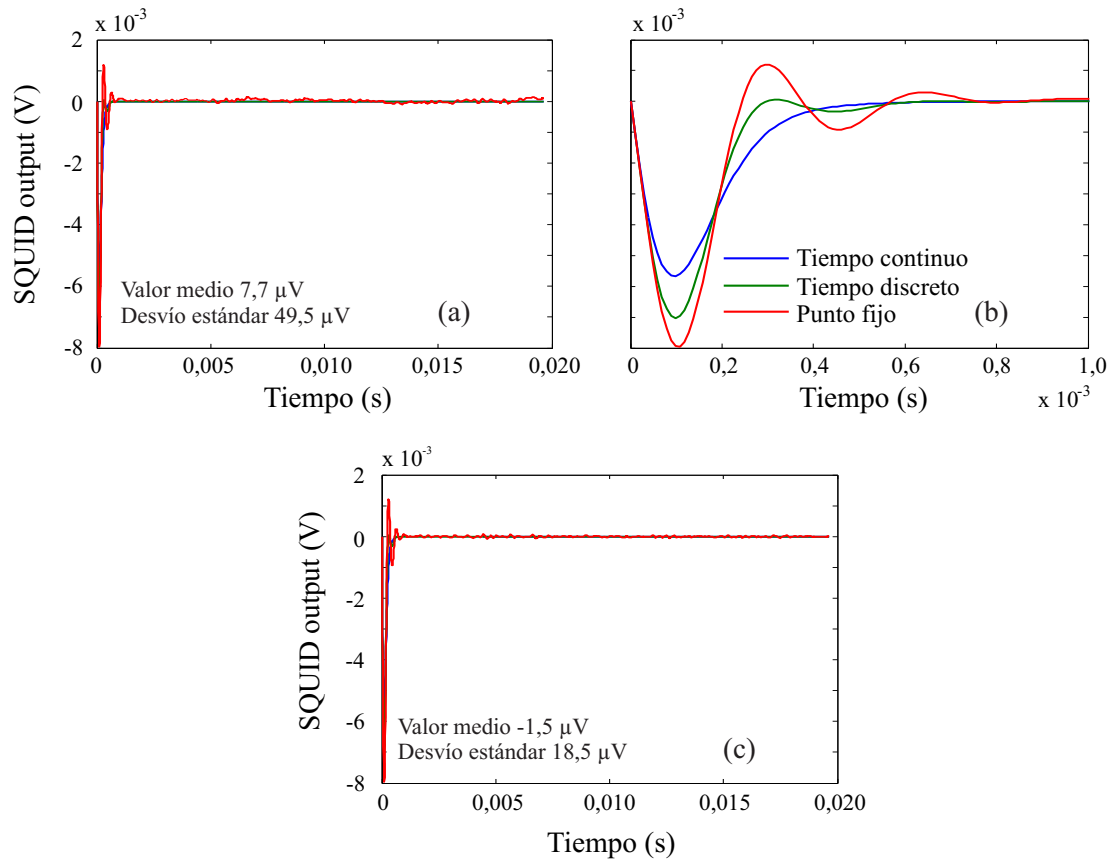 x 10-3
2
0
-2
-4
-6
-8
SQUID output (V)
Valor medio 7,7 µV
Desvío estándar 49,5 µV
(a)
0
0,005
0,010
0,015
0,020
Tiempo (s)
x 10-3
Tiempo continuo
Tiempo discreto
Punto fijo
(b)
0
0,2
0,4
0,6
0,8
1,0
Tiempo (s)
x 10-3
x 10-3
2
0
-2
-4
-6
-8
SQUID output (V)
Valor medio -1,5 µV
Desvío estándar 18,5 µV
(c)
0
0,005
0,010
0,015
0,020
Tiempo (s)